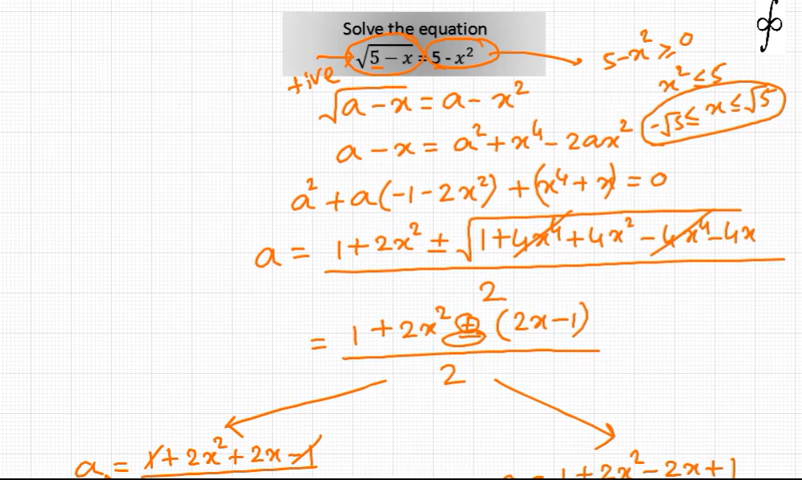 Solve the equation
√5 – x = 5 - x²
+ive
5-x² ≥ 0
x² ≤ 5
-√5 ≤ x ≤ √5
√a-x = a - x²
a - x = a² + x⁴ - 2ax²
a² + a(-1-2x²) + (x⁴ + x) = 0
a = 1+2x² ± √1+4x⁴+4x²-4x⁴-4x
2
= 1+2x² ± (2x-1)
2
a = 1+2x²+2x-1
1+2x²-2x+1